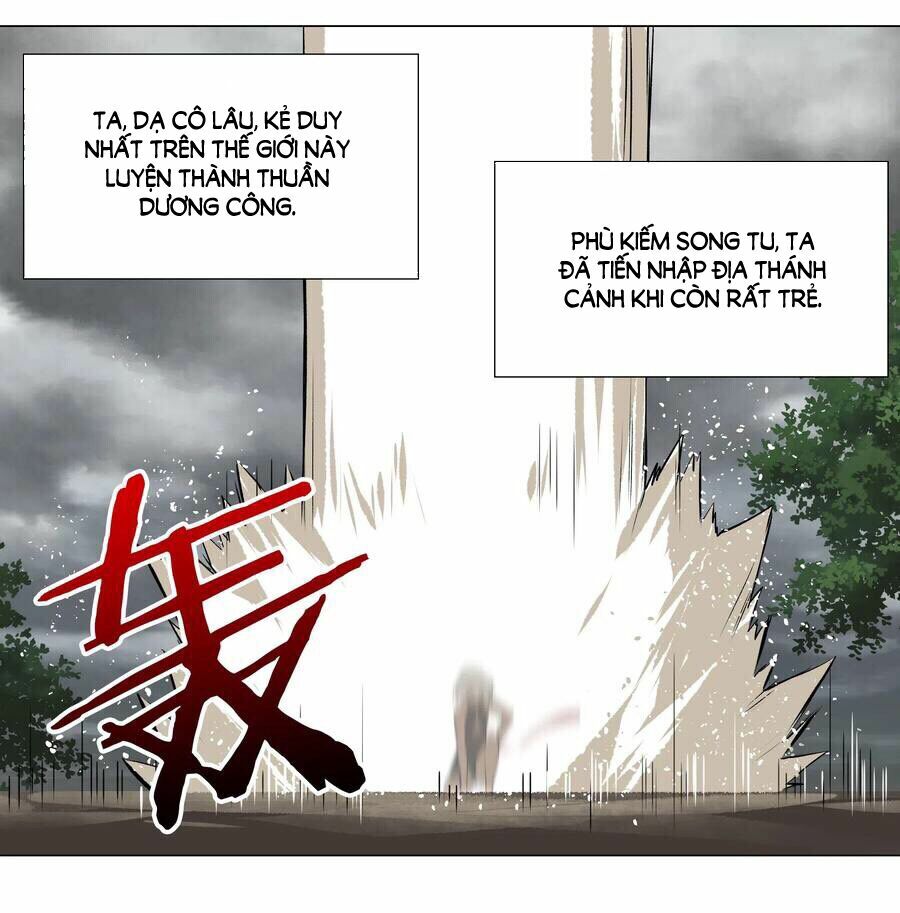 TA, DẠ CÔ LÂU, KẺ DUY
NHẤT TRÊN THẾ GIỚI NÀY
LUYỆN THÀNH THUẦN
DƯƠNG CÔNG.
PHÙ KIẾM SONG TU, TA
ĐÃ TIẾN NHẬP ĐỊA THÁNH
CẢNH KHI CÒN RẤT TRẺ.
轰